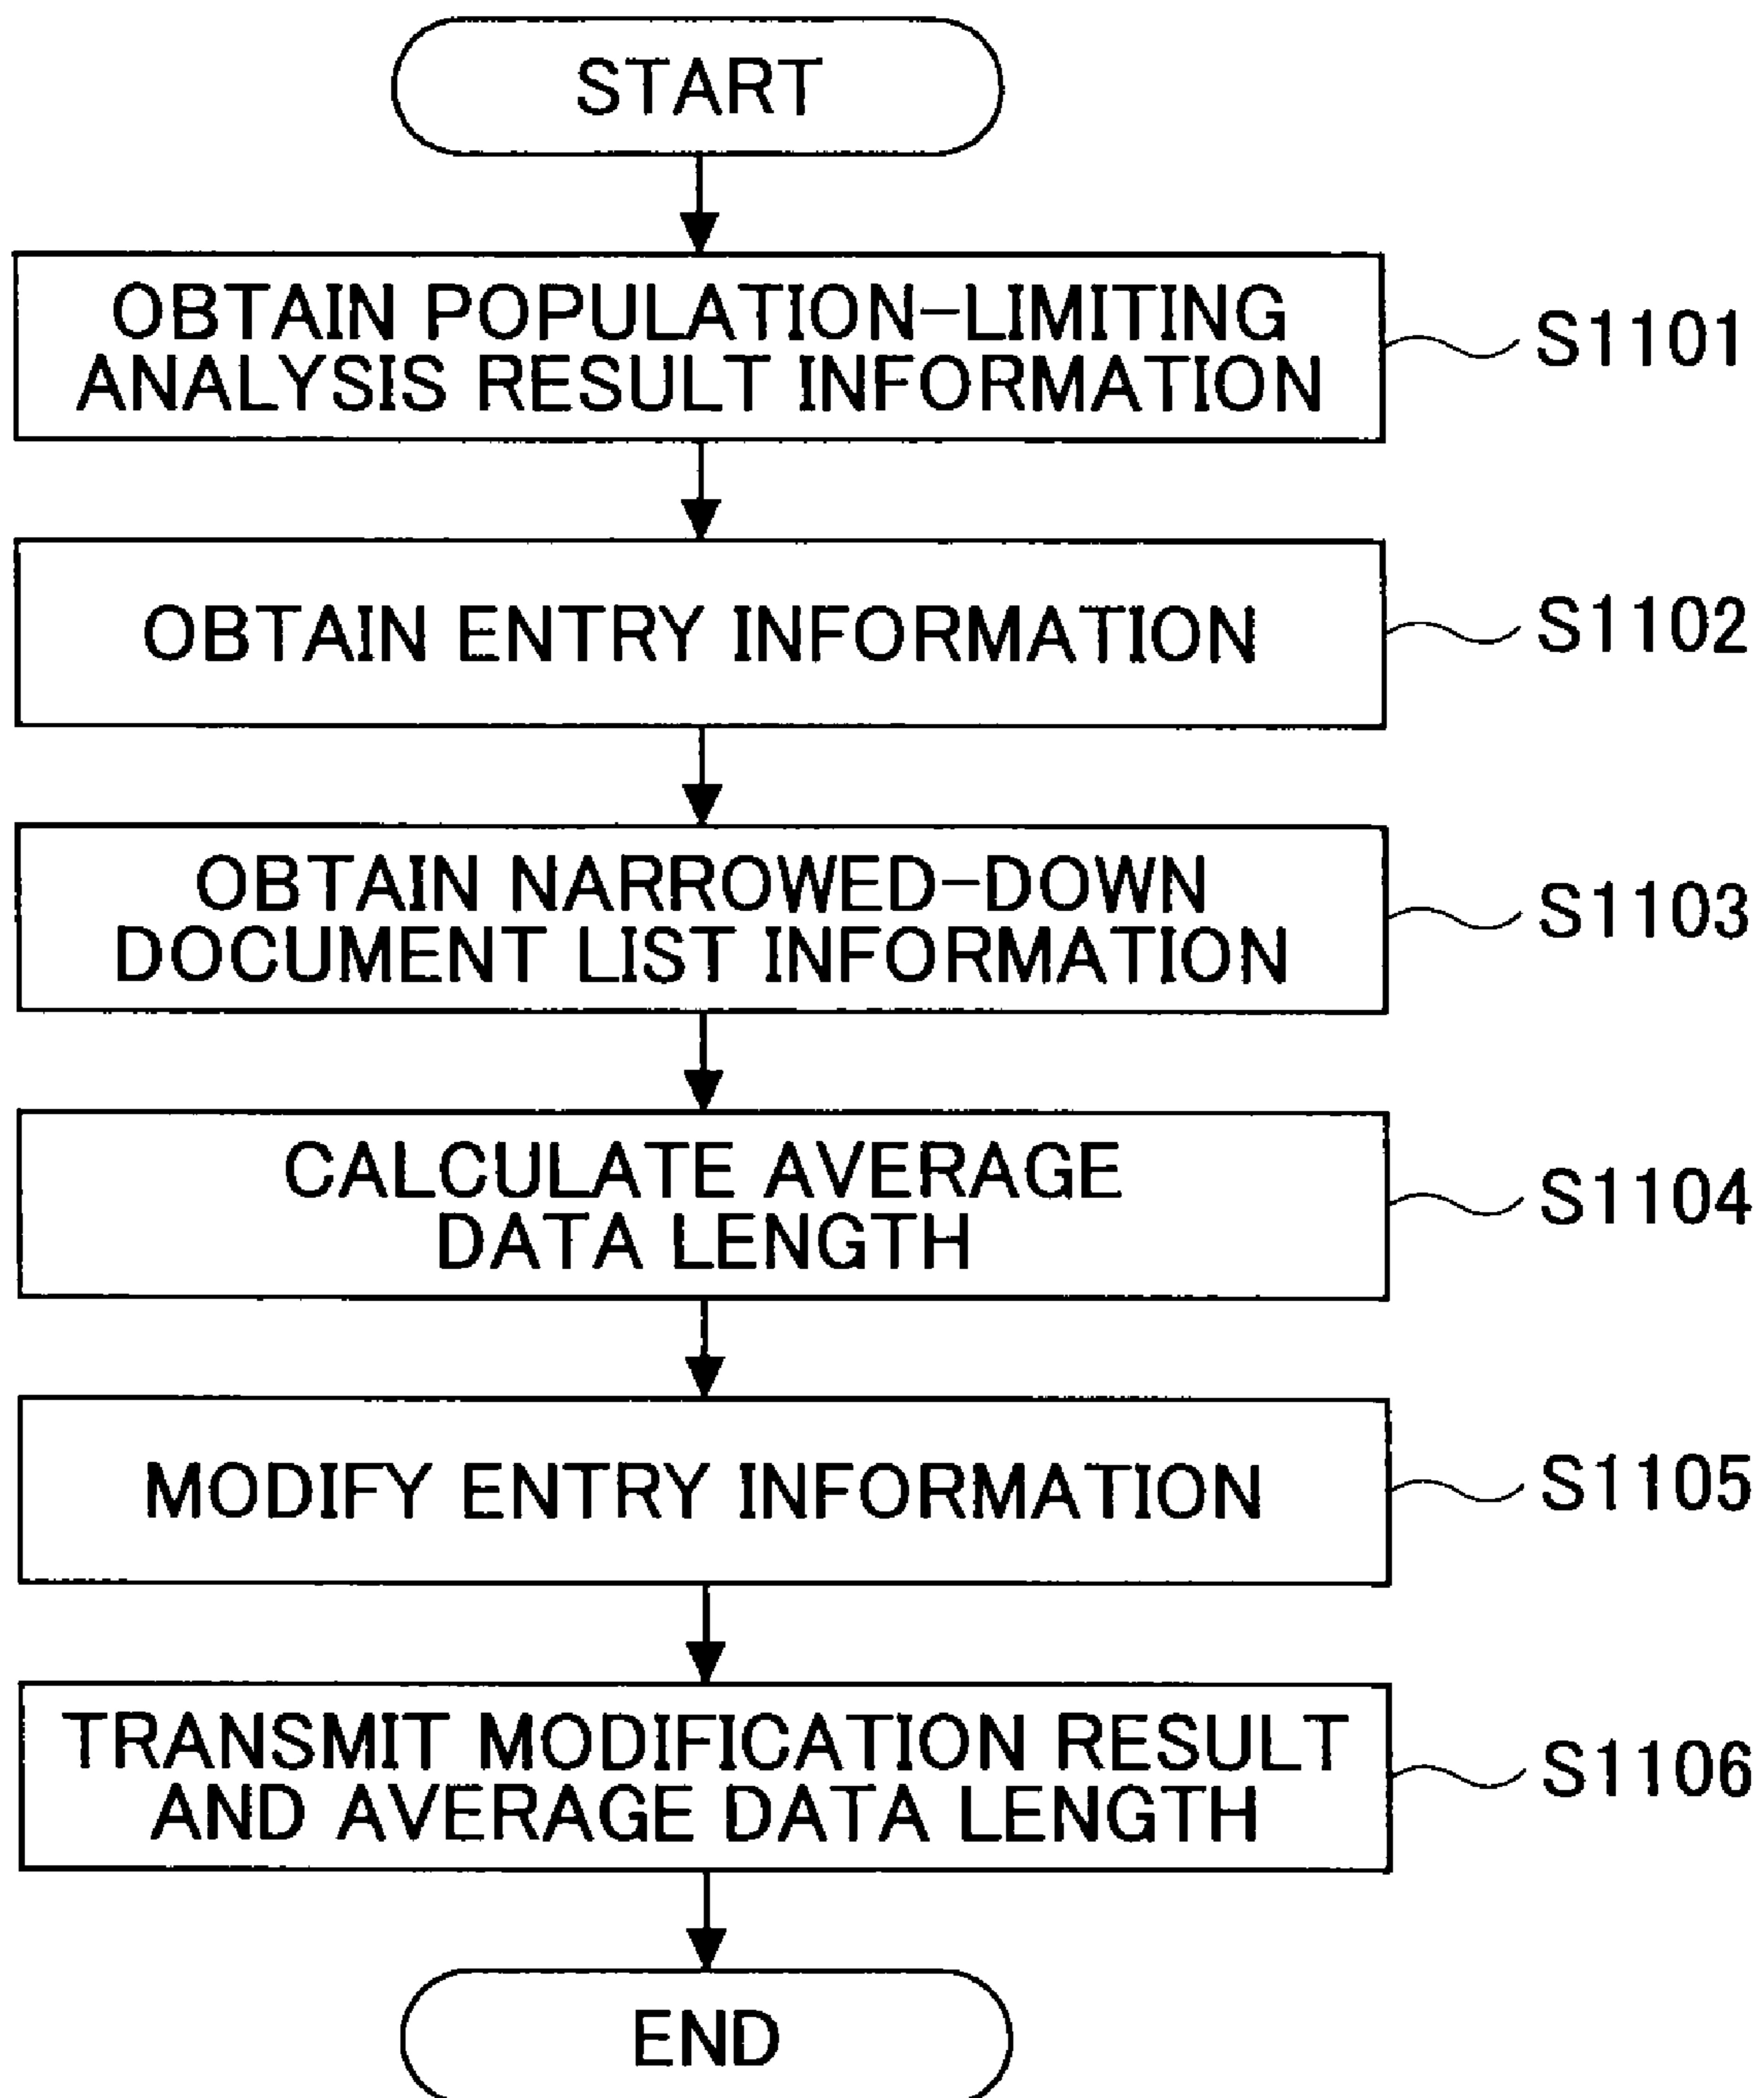 START
OBTAIN POPULATION-LIMITING
ANALYSIS RESULT INFORMATION
S1101
OBTAIN ENTRY INFORMATION
S1102
OBTAIN NARROWED-DOWN
DOCUMENT LIST INFORMATION
S1103
CALCULATE AVERAGE
DATA LENGTH
S1104
MODIFY ENTRY INFORMATION
S1105
TRANSMIT MODIFICATION RESULT
AND AVERAGE DATA LENGTH
S1106
END